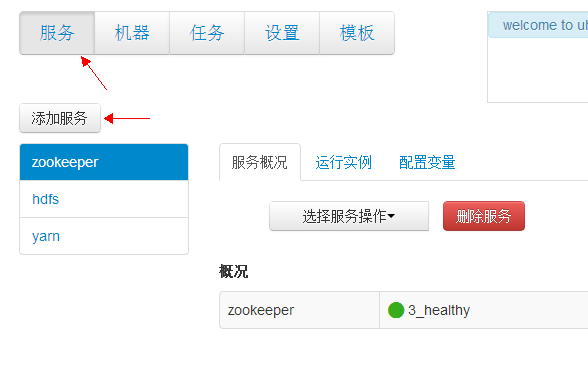 服务 机器 任务 设置 模板
welcome to
添加服务
zookeeper
hdfs
yarn
服务概况 运行实例 配置变量
选择服务操作 删除服务
概况
zookeeper 3_healthy